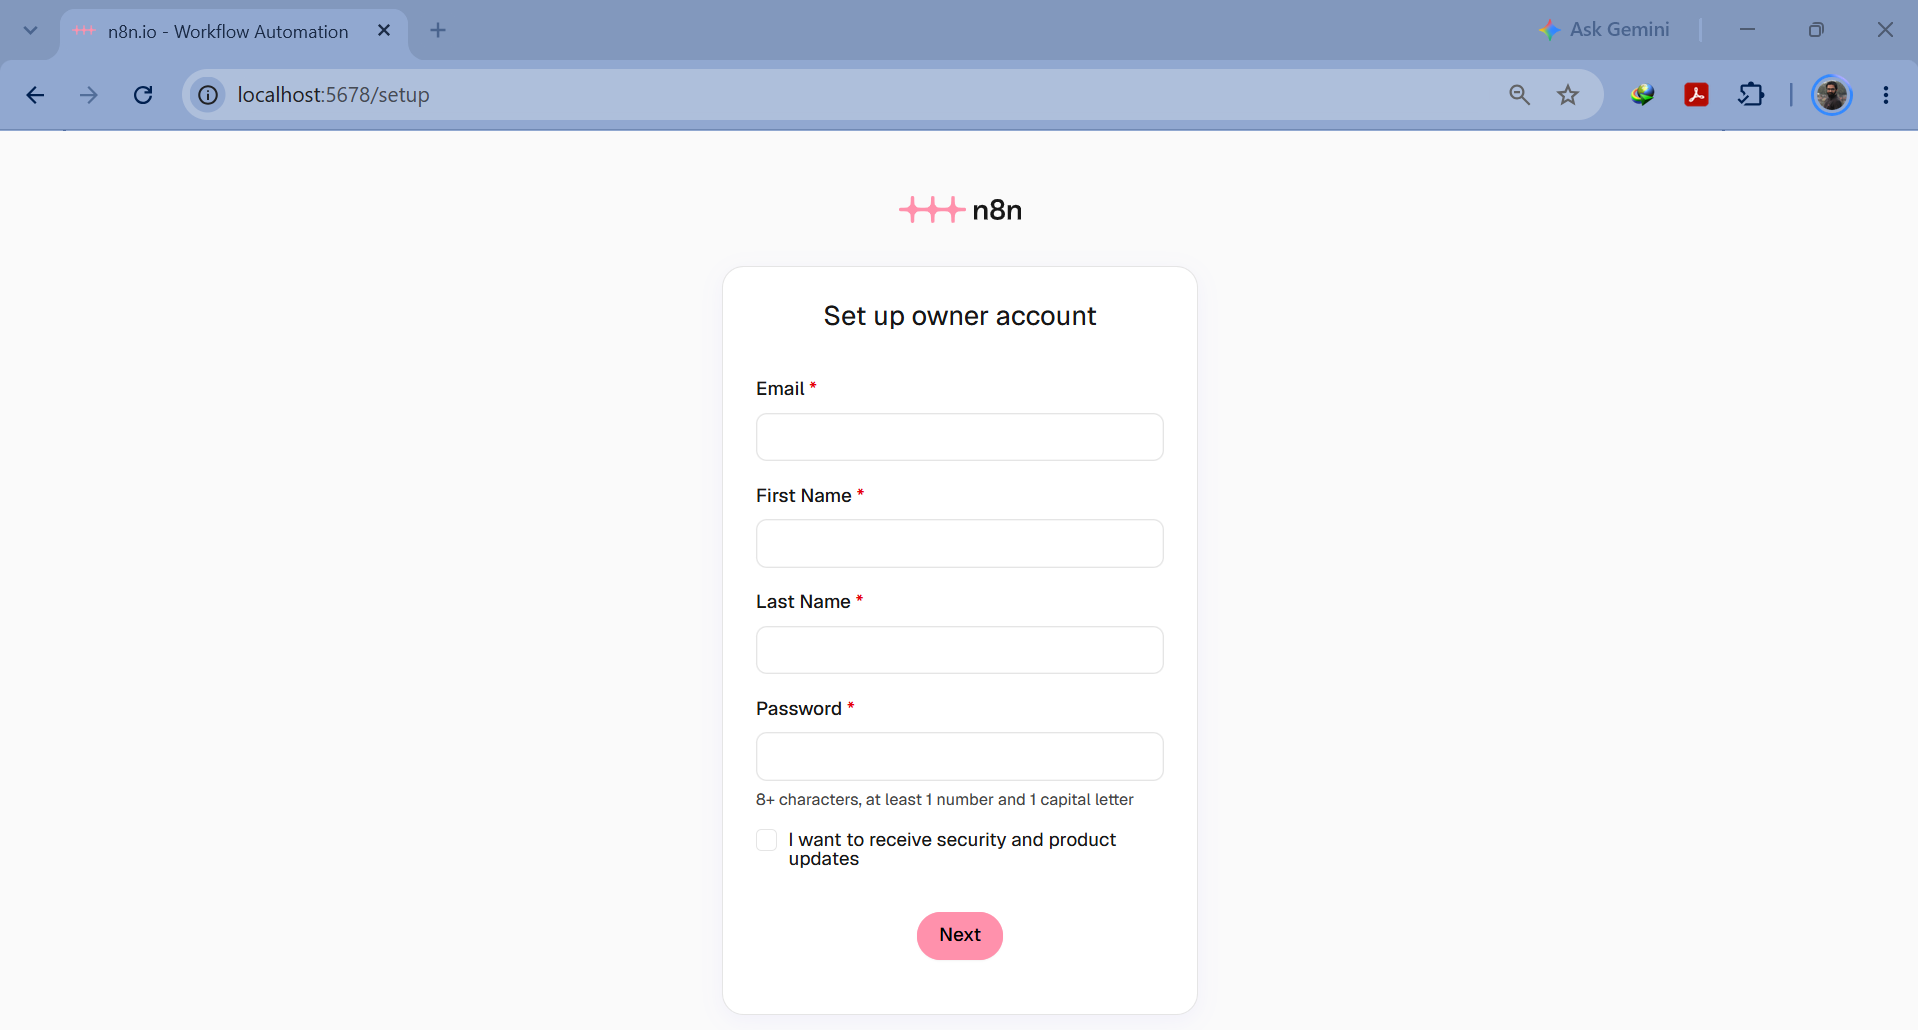 n8n.io - Workflow Automation
Ask Gemini
localhost:5678/setup
n8n
Set up owner account
Email *
First Name *
Last Name *
Password *
8+ characters, at least 1 number and 1 capital letter
I want to receive security and product
updates
Next